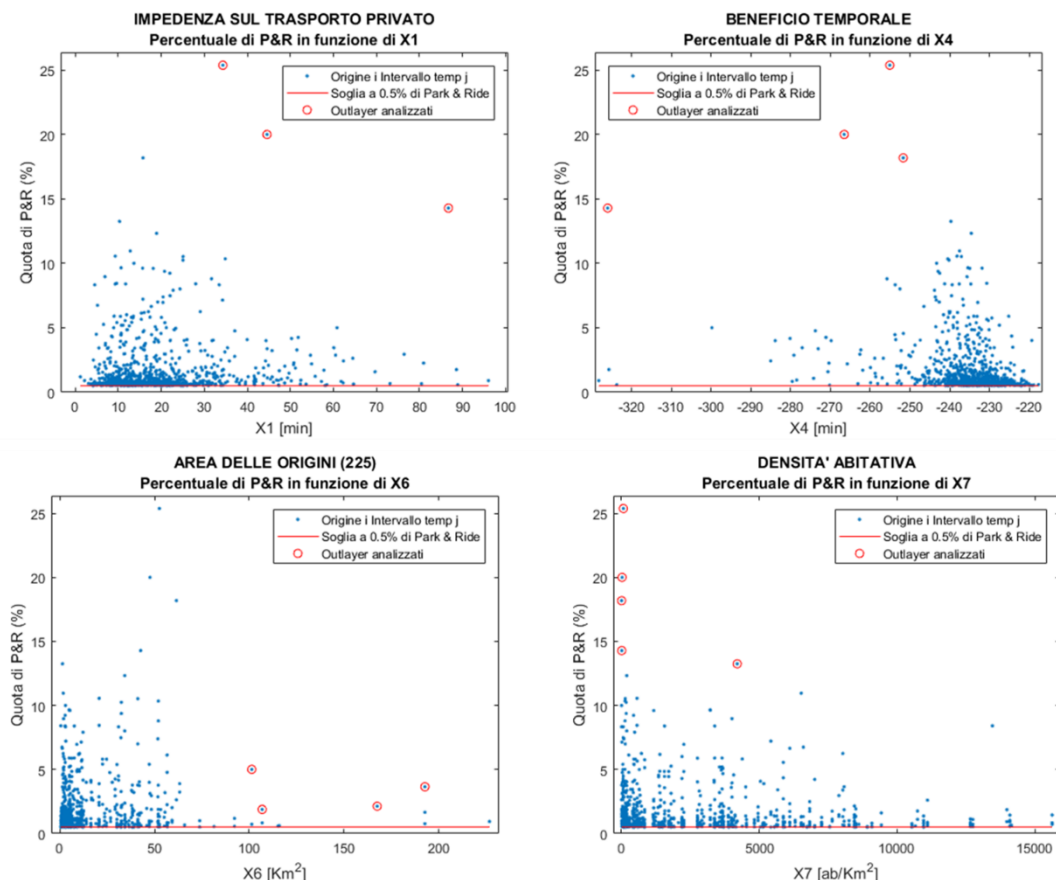 IMPEDENZA SUL TRASPORTO PRIVATO
Percentuale di P&R in funzione di X1
Quota di P&R (%)
25
20
15
10
5
0
Origine i Intervallo temp j
Soglia a 0.5% di Park & Ride
Outlayer analizzati
0 10 20 30 40 50 60 70 80 90 100
X1 [min]
BENEFICIO TEMPORALE
Percentuale di P&R in funzione di X4
Quota di P&R (%)
25
20
15
10
5
0
Origine i Intervallo temp j
Soglia a 0.5% di Park & Ride
Outlayer analizzati
-320 -310 -300 -290 -280 -270 -260 -250 -240 -230 -220
X4 [min]
AREA DELLE ORIGINI (225)
Percentuale di P&R in funzione di X6
Quota di P&R (%)
25
20
15
10
5
0
Origine i Intervallo temp j
Soglia a 0.5% di Park & Ride
Outlayer analizzati
0 50 100 150 200
X6 [Km²]
DENSITA' ABITATIVA
Percentuale di P&R in funzione di X7
Quota di P&R (%)
25
20
15
10
5
0
Origine i Intervallo temp j
Soglia a 0.5% di Park & Ride
Outlayer analizzati
0 5000 10000 15000
X7 [ab/Km²]